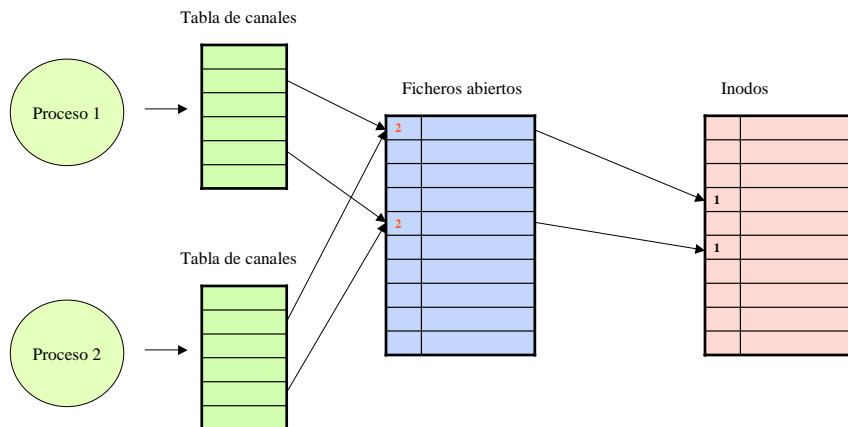 Tabla de canales
Ficheros abiertos
Inodos
Proceso 1
2
1
2
1
Tabla de canales
Proceso 2